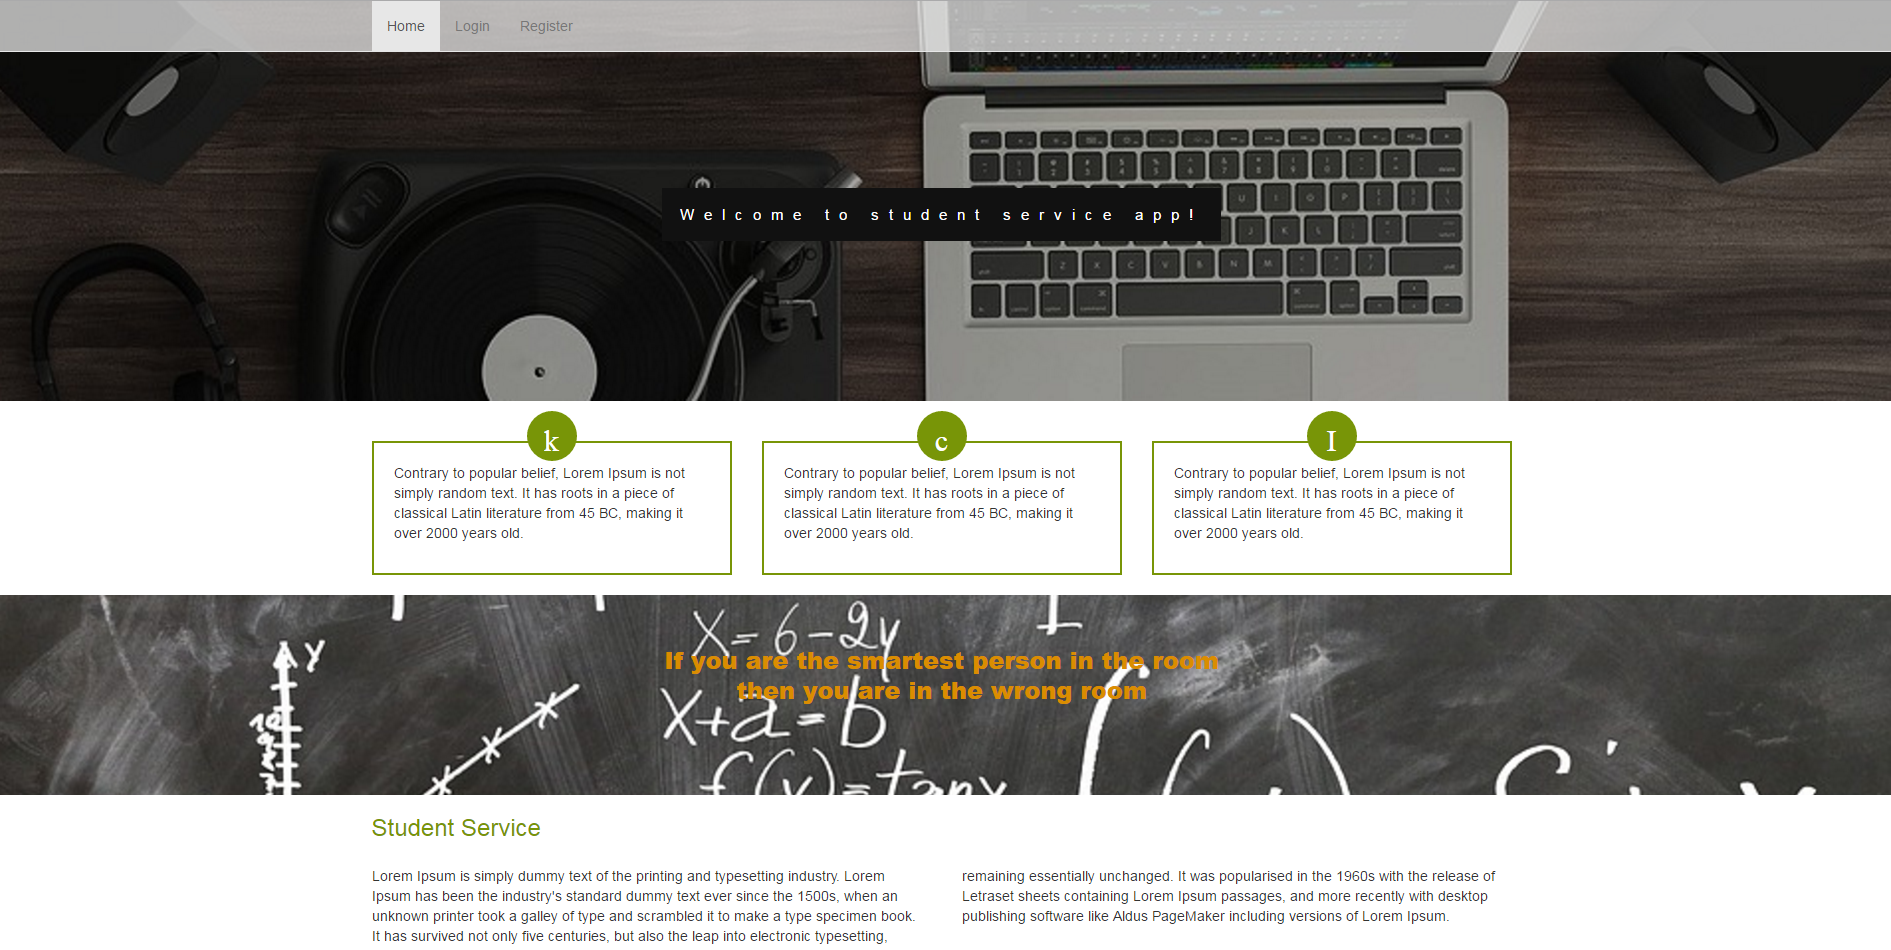 Home Login Register
Welcome to student service app!
k
Contrary to popular belief, Lorem Ipsum is not
simply random text. It has roots in a piece of
classical Latin literature from 45 BC, making it
over 2000 years old.
c
Contrary to popular belief, Lorem Ipsum is not
simply random text. It has roots in a piece of
classical Latin literature from 45 BC, making it
over 2000 years old.
I
Contrary to popular belief, Lorem Ipsum is not
simply random text. It has roots in a piece of
classical Latin literature from 45 BC, making it
over 2000 years old.
X=6-2y
y
If you are the smartest person in the room
then you are in the wrong room
x+a=b
Student Service
Lorem Ipsum is simply dummy text of the printing and typesetting industry. Lorem
Ipsum has been the industry's standard dummy text ever since the 1500s, when an
unknown printer took a galley of type and scrambled it to make a type specimen book.
It has survived not only five centuries, but also the leap into electronic typesetting,
remaining essentially unchanged. It was popularised in the 1960s with the release of
Letraset sheets containing Lorem Ipsum passages, and more recently with desktop
publishing software like Aldus PageMaker including versions of Lorem Ipsum.